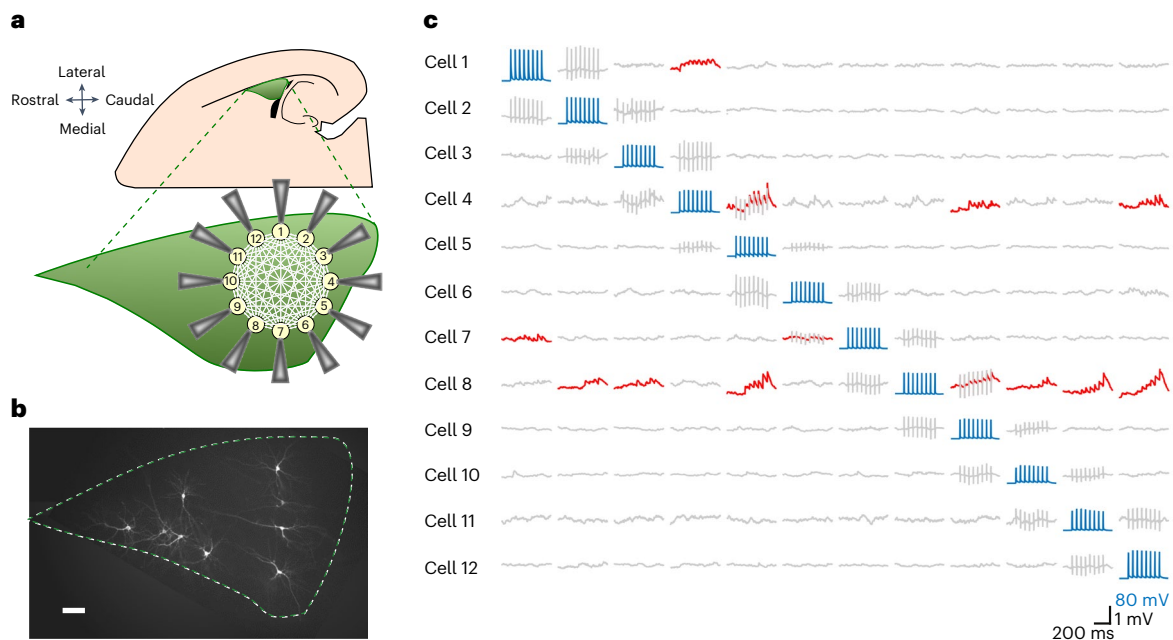 a
Lateral
Rostral
Caudal
Medial
1
2
3
4
5
6
7
8
9
10
11
12
b
c
Cell 1
Cell 2
Cell 3
Cell 4
Cell 5
Cell 6
Cell 7
Cell 8
Cell 9
Cell 10
Cell 11
Cell 12
80 mV
1 mV
200 ms